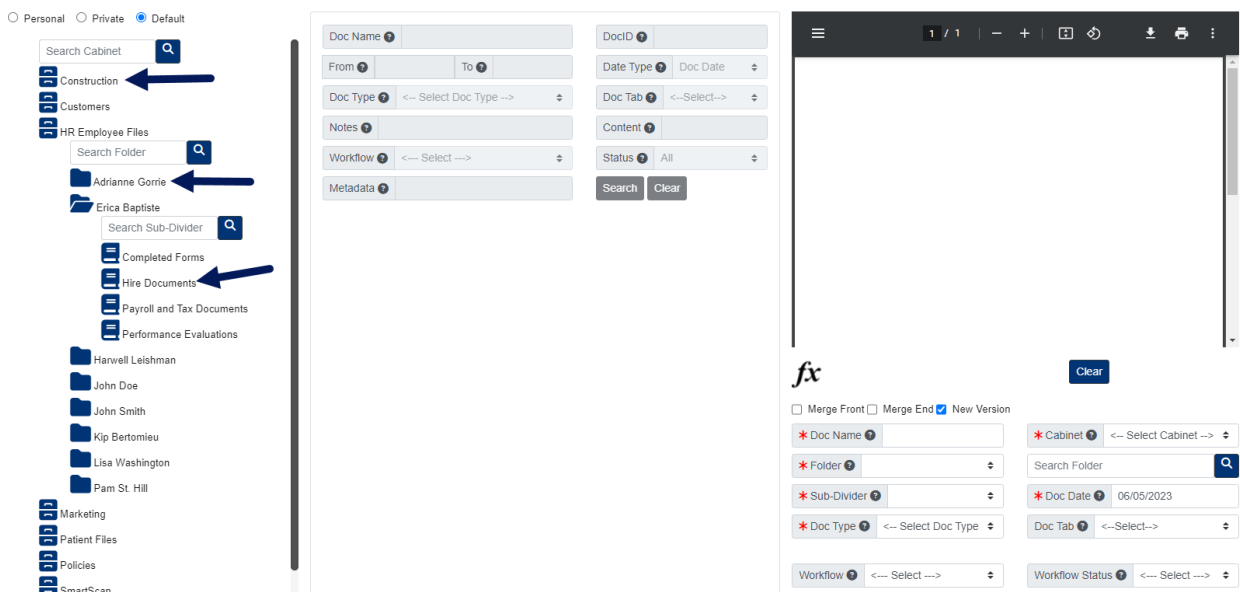 Personal Private Default
Search Cabinet
Construction
Customers
HR Employee Files
Search Folder
Adrianne Gorrie
Erica Baptiste
Search Sub-Divider
Completed Forms
Hire Documents
Payroll and Tax Documents
Performance Evaluations
Harwell Leishman
John Doe
John Smith
Kip Bertomieu
Lisa Washington
Pam St. Hill
Marketing
Patient Files
Policies
SmartScan
Doc Name ? DocID ?
From ? To ? Date Type ? Doc Date
Doc Type ? <-- Select Doc Type --> Doc Tab ? <--Select-->
Notes ? Content ?
Workflow ? <--- Select ---> Status ? All
Metadata ? Search Clear
1 / 1
fx Clear
Merge Front Merge End New Version
* Doc Name ? * Cabinet ? <-- Select Cabinet -->
* Folder ? Search Folder
* Sub-Divider ? * Doc Date ? 06/05/2023
* Doc Type ? <-- Select Doc Type Doc Tab ? <--Select-->
Workflow ? <--- Select ---> Workflow Status ? <--- Select --->